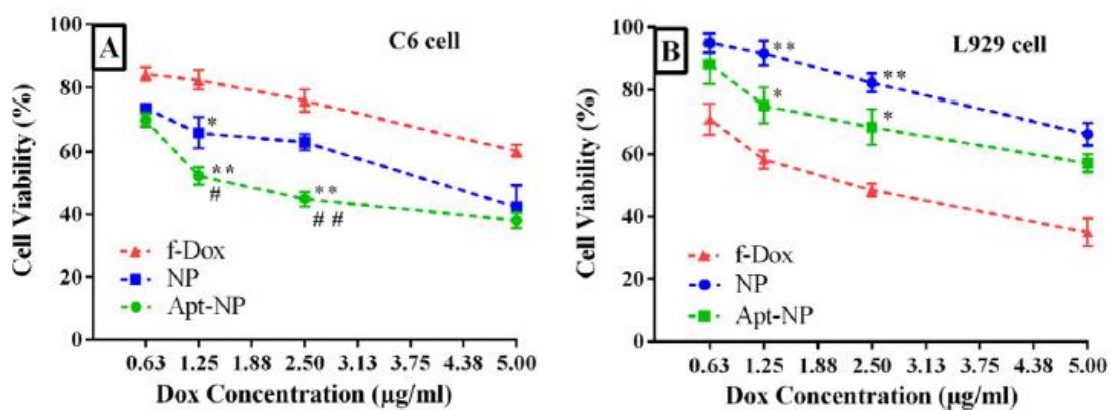 A
C6 cell
Cell Viability (%)
100
80
60
40
20
0
*
**
#
**
# #
f-Dox
NP
Apt-NP
0.63 1.25 1.88 2.50 3.13 3.75 4.38 5.00
Dox Concentration (μg/ml)
B
L929 cell
Cell Viability (%)
100
80
60
40
20
0
**
**
*
*
f-Dox
NP
Apt-NP
0.63 1.25 1.88 2.50 3.13 3.75 4.38 5.00
Dox Concentration (μg/ml)